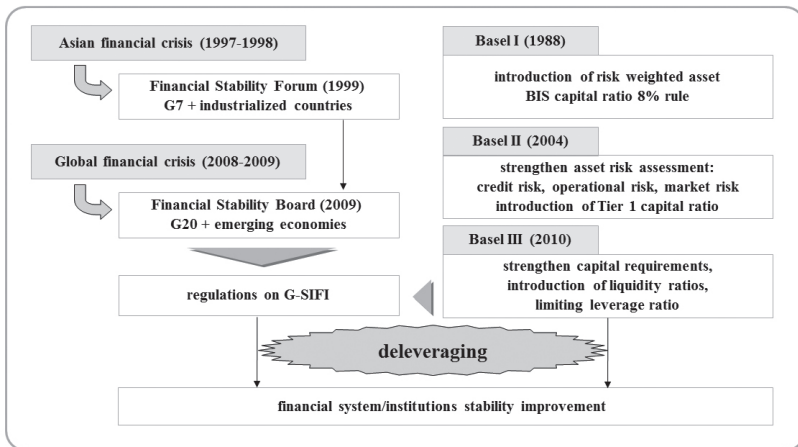 Asian financial crisis (1997-1998)
Financial Stability Forum (1999)
G7 + industrialized countries
Global financial crisis (2008-2009)
Financial Stability Board (2009)
G20 + emerging economies
regulations on G-SIFI
Basel I (1988)
introduction of risk weighted asset
BIS capital ratio 8% rule
Basel II (2004)
strengthen asset risk assessment:
credit risk, operational risk, market risk
introduction of Tier 1 capital ratio
Basel III (2010)
strengthen capital requirements,
introduction of liquidity ratios,
limiting leverage ratio
deleveraging
financial system/institutions stability improvement